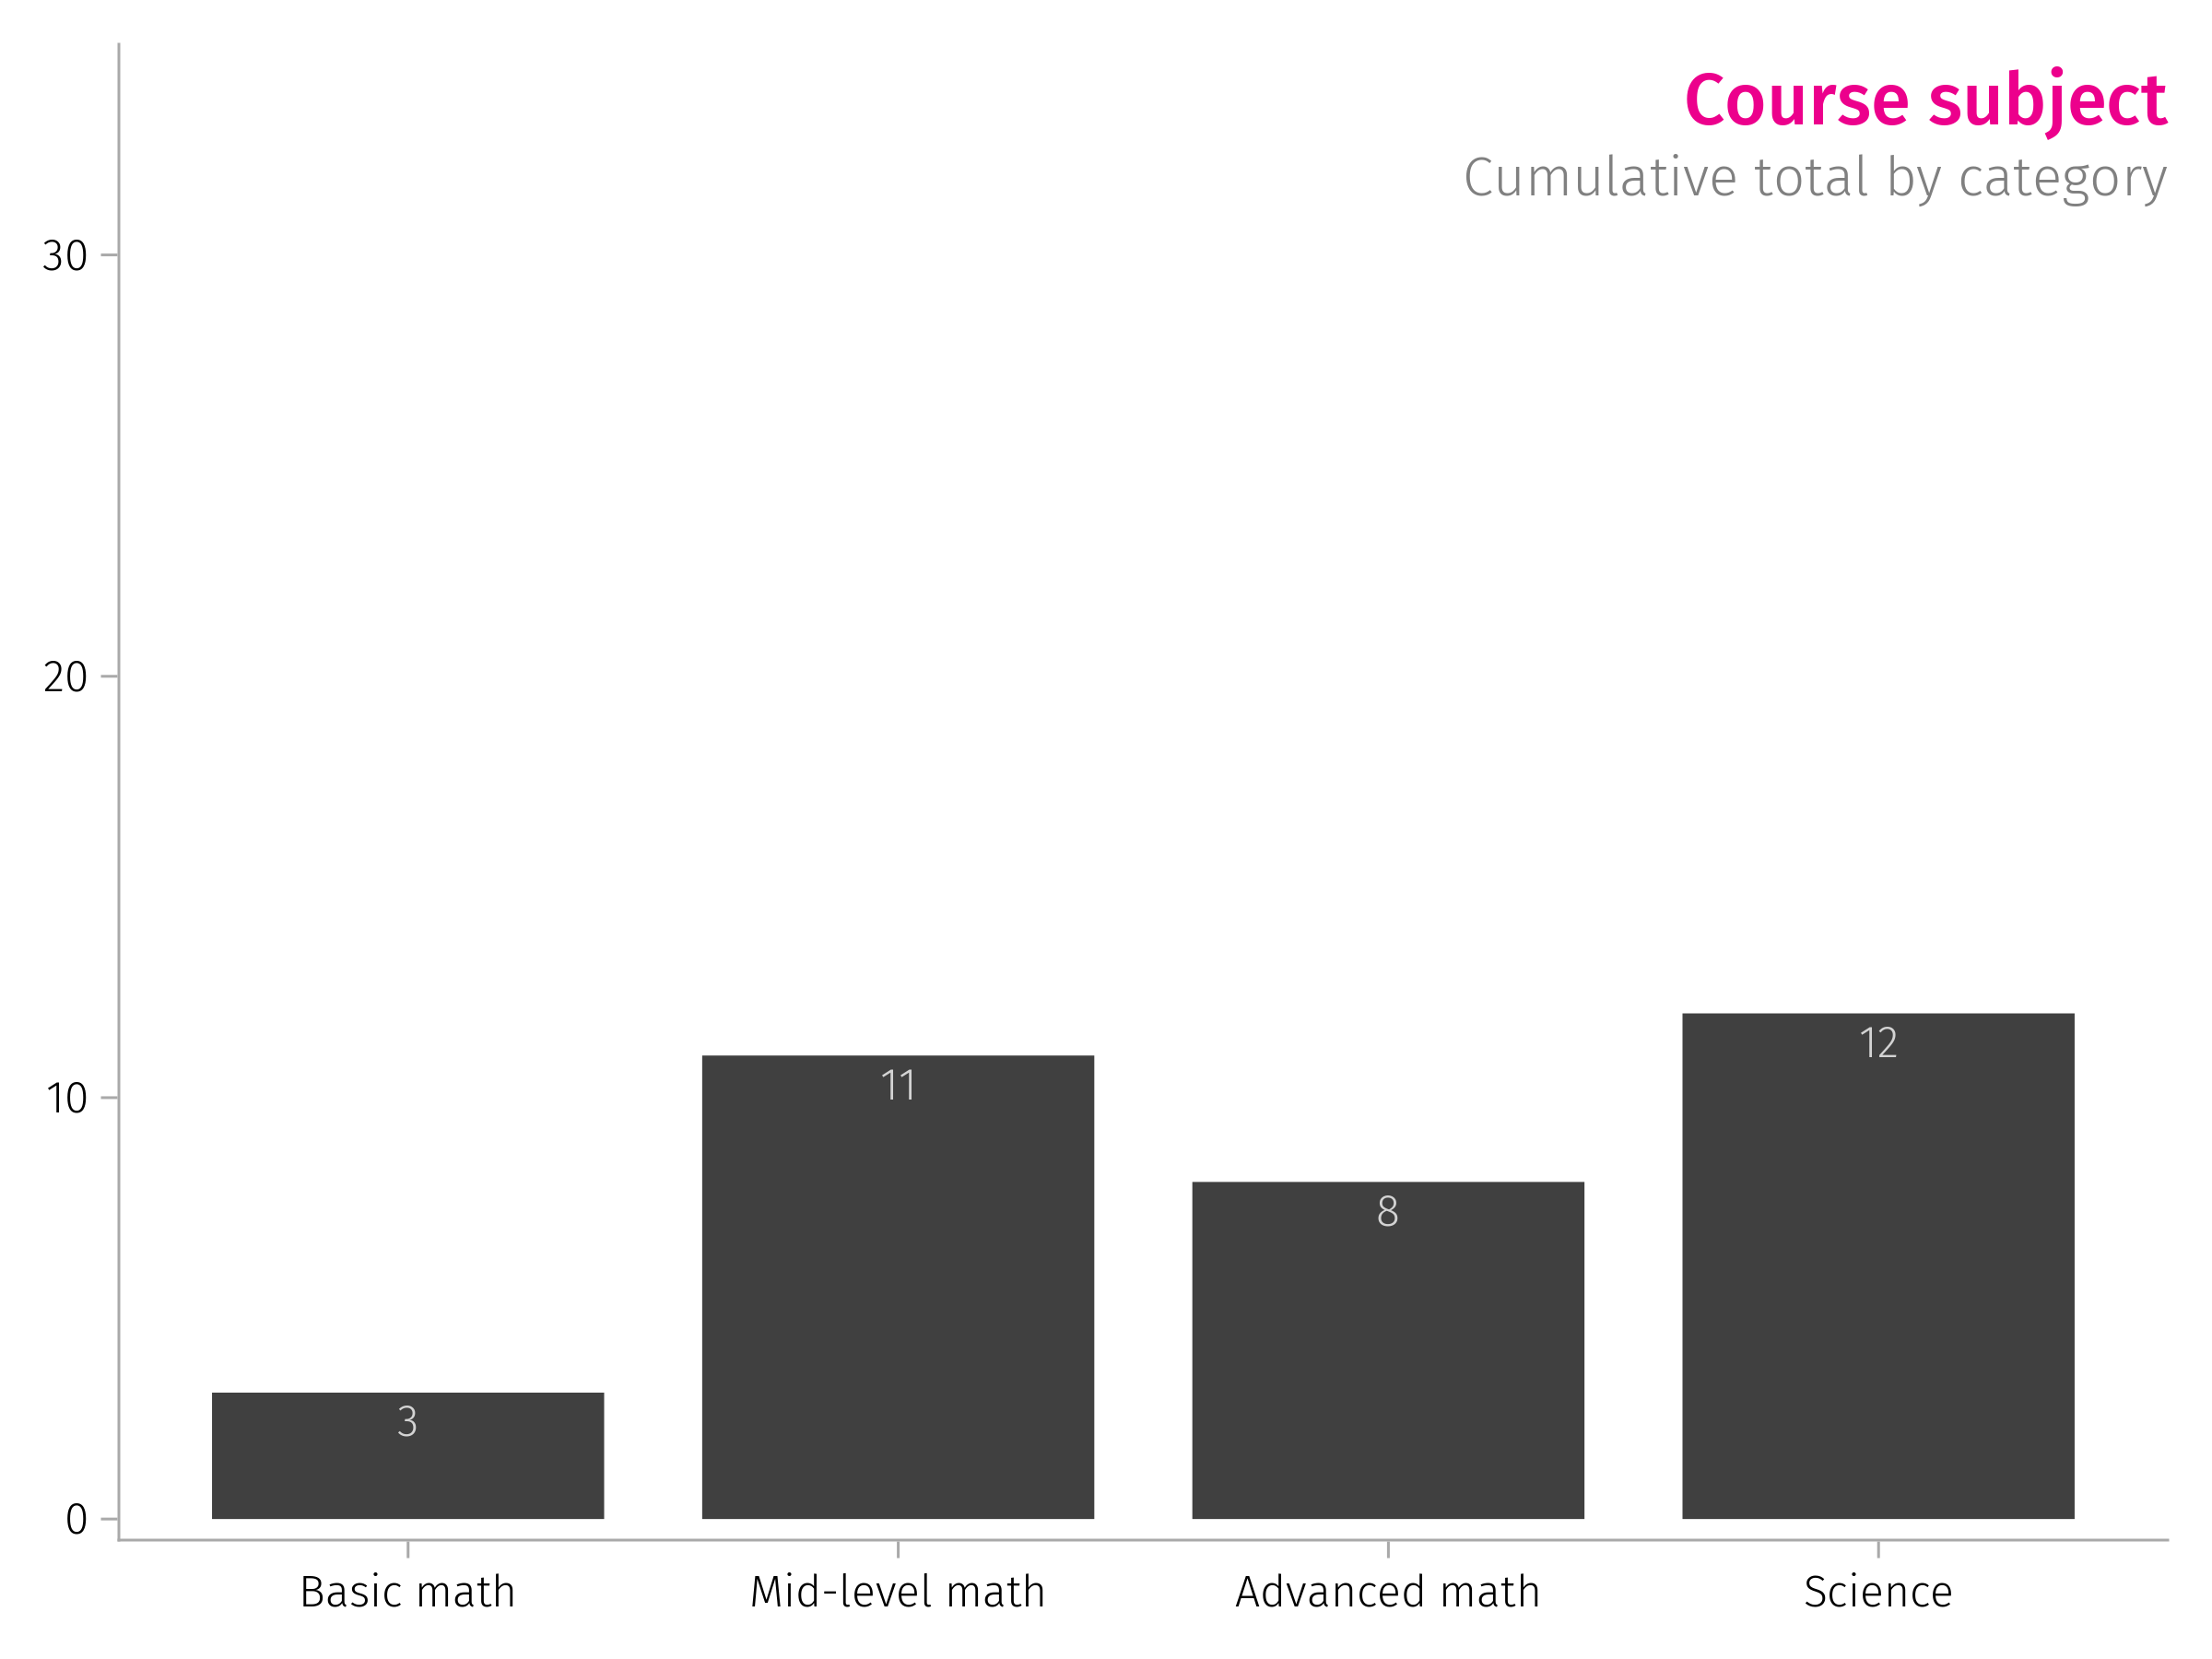 Course subject
Cumulative total by category
30
20
10
0
3
11
8
12
Basic math
Mid-level math
Advanced math
Science